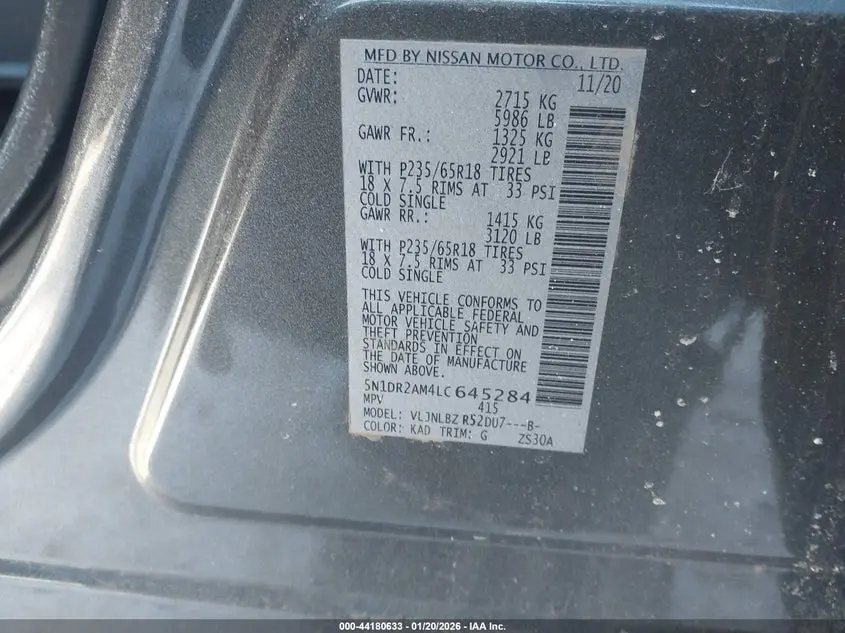 MFD BY NISSAN MOTOR CO., LTD.
DATE: 11/20
GVWR: 2715 KG
5986 LB
GAWR FR.: 1325 KG
2921 LB
WITH P235/65R18 TIRES
18 X 7.5 RIMS AT 33 PSI
COLD SINGLE
GAWR RR.: 1415 KG
3120 LB
WITH P235/65R18 TIRES
18 X 7.5 RIMS AT 33 PSI
COLD SINGLE
THIS VEHICLE CONFORMS TO
ALL APPLICABLE FEDERAL
MOTOR VEHICLE SAFETY AND
THEFT PREVENTION
STANDARDS IN EFFECT ON
THE DATE OF MANUFACTURE
SHOWN ABOVE.
5N1DR2AM4LC645284
MPV 415
MODEL: VLJNLBZ R52DU7---B-
COLOR: KAD TRIM: G ZS30A
000-44180633 — 01/20/2026 — IAA Inc.